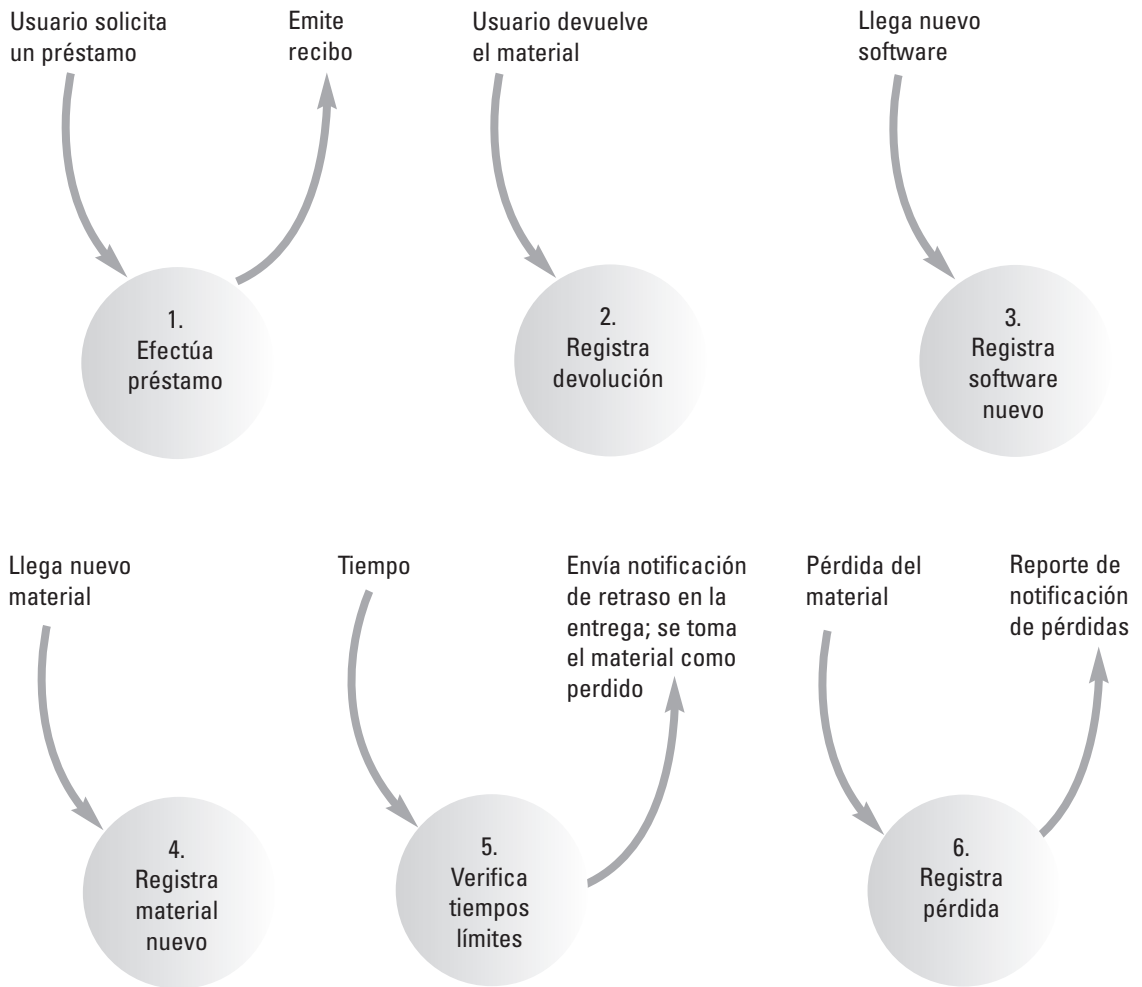 Usuario solicita
un préstamo
Emite
recibo
Usuario devuelve
el material
Llega nuevo
software
1.
Efectúa
préstamo
2.
Registra
devolución
3.
Registra
software
nuevo
Llega nuevo
material
Tiempo
Envía notificación
de retraso en la
entrega; se toma
el material como
perdido
Pérdida del
material
Reporte de
notificación
de pérdidas
4.
Registra
material
nuevo
5.
Verifica
tiempos
límites
6.
Registra
pérdida